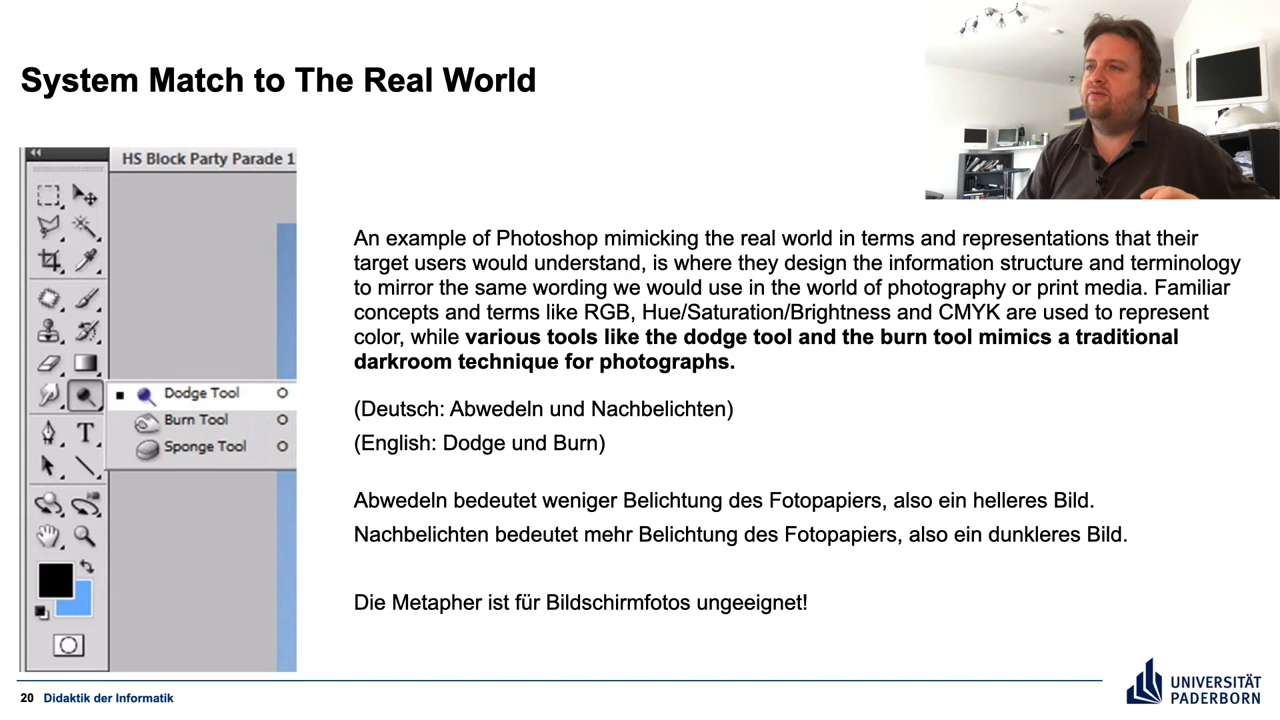 System Match to The Real World
HS Block Party Parade 1
An example of Photoshop mimicking the real world in terms and representations that their
target users would understand, is where they design the information structure and terminology
to mirror the same wording we would use in the world of photography or print media. Familiar
concepts and terms like RGB, Hue/Saturation/Brightness and CMYK are used to represent
color, while various tools like the dodge tool and the burn tool mimics a traditional
darkroom technique for photographs.
Dodge Tool O
Burn Tool O
Sponge Tool O
T
(Deutsch: Abwedeln und Nachbelichten)
(English: Dodge und Burn)
Abwedeln bedeutet weniger Belichtung des Fotopapiers, also ein helleres Bild.
Nachbelichten bedeutet mehr Belichtung des Fotopapiers, also ein dunkleres Bild.
Die Metapher ist für Bildschirmfotos ungeeignet!
20 Didaktik der Informatik
UNIVERSITÄT
PADERBORN